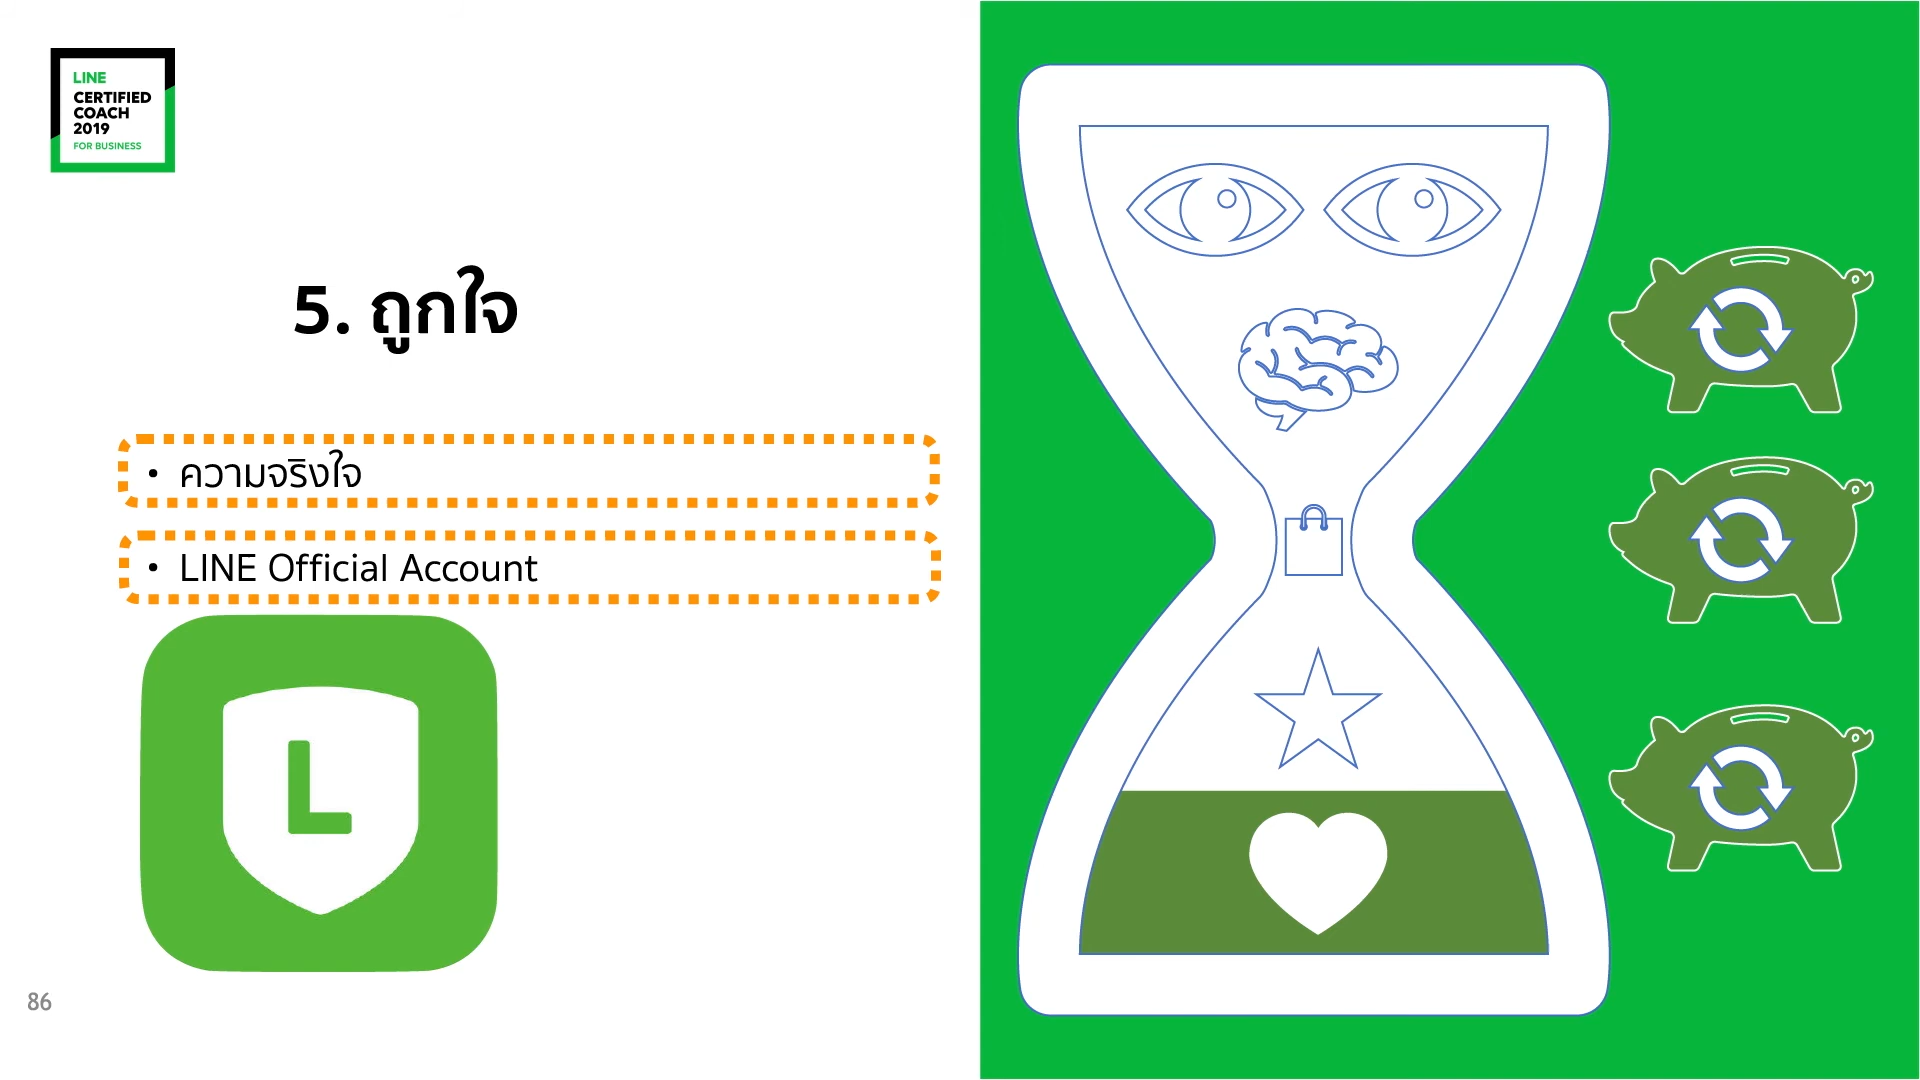 LINE
CERTIFIED
COACH
2019
FOR BUSINESS
5. ถูกใจ
• ความจริงใจ
• LINE Official Account
L
86